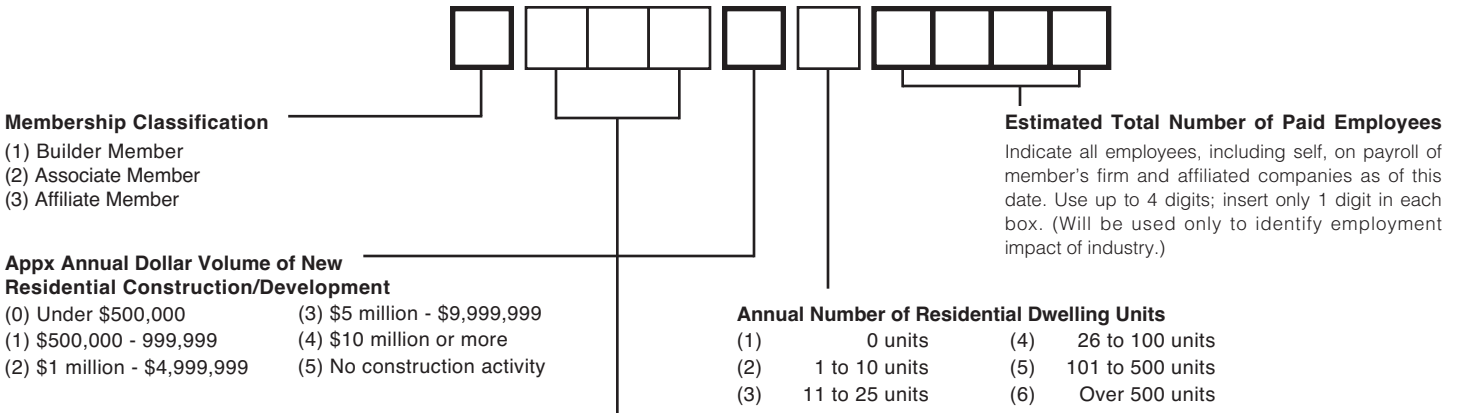 Membership Classification
(1) Builder Member
(2) Associate Member
(3) Affiliate Member
Estimated Total Number of Paid Employees
Indicate all employees, including self, on payroll of
member's firm and affiliated companies as of this
date. Use up to 4 digits; insert only 1 digit in each
box. (Will be used only to identify employment
impact of industry.)
Appx Annual Dollar Volume of New
Residential Construction/Development
(0) Under $500,000 (3) $5 million - $9,999,999
(1) $500,000 - 999,999 (4) $10 million or more
(2) $1 million - $4,999,999 (5) No construction activity
Annual Number of Residential Dwelling Units
(1) 0 units (4) 26 to 100 units
(2) 1 to 10 units (5) 101 to 500 units
(3) 11 to 25 units (6) Over 500 units